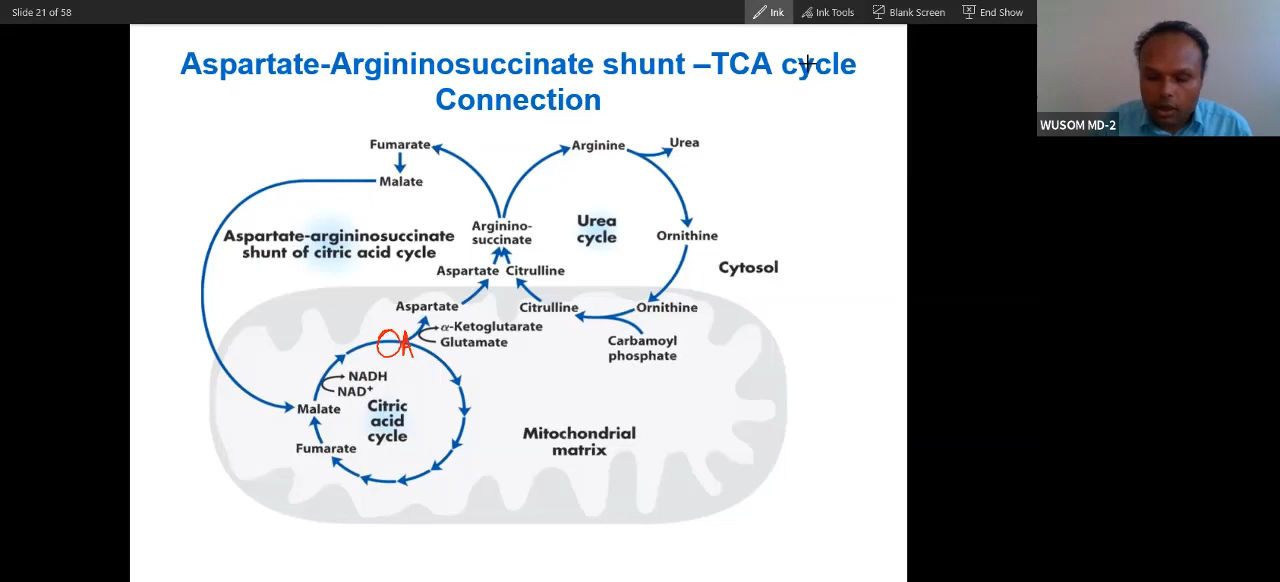 Slide 21 of 58
Ink
Ink Tools
Blank Screen
End Show
WUSOM MD-2
Aspartate-Argininosuccinate shunt –TCA cycle
Connection
Fumarate
Malate
Arginine
Urea
Aspartate-argininosuccinate
shunt of citric acid cycle
Arginino-
succinate
Urea
cycle
Ornithine
Cytosol
Aspartate
Citrulline
Aspartate
Citrulline
Ornithine
α-Ketoglutarate
Glutamate
Carbamoyl
phosphate
OA
NADH
NAD+
Malate
Citric
acid
cycle
Fumarate
Mitochondrial
matrix